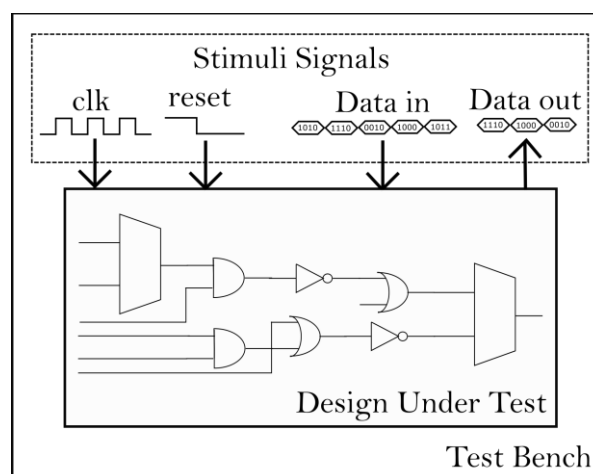 Stimuli Signals
clk reset Data in Data out
1010 1110 0010 1000 1011 1110 1000 0010
Design Under Test
Test Bench